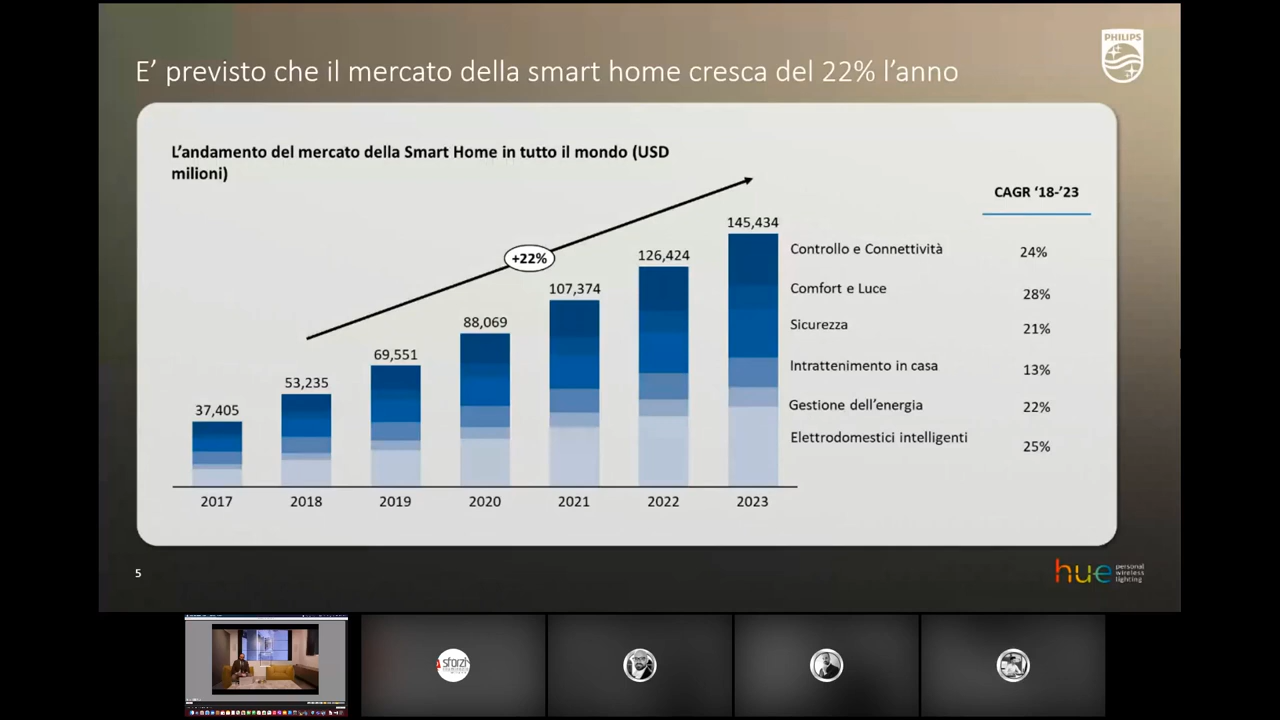 E’ previsto che il mercato della smart home cresca del 22% l’anno
PHILIPS
L’andamento del mercato della Smart Home in tutto il mondo (USD
milioni)
CAGR ‘18-’23
+22%
37,405
53,235
69,551
88,069
107,374
126,424
145,434
Controllo e Connettività 24%
Comfort e Luce 28%
Sicurezza 21%
Intrattenimento in casa 13%
Gestione dell’energia 22%
Elettrodomestici intelligenti 25%
2017 2018 2019 2020 2021 2022 2023
5
hue personal
wireless
lighting
sforzi